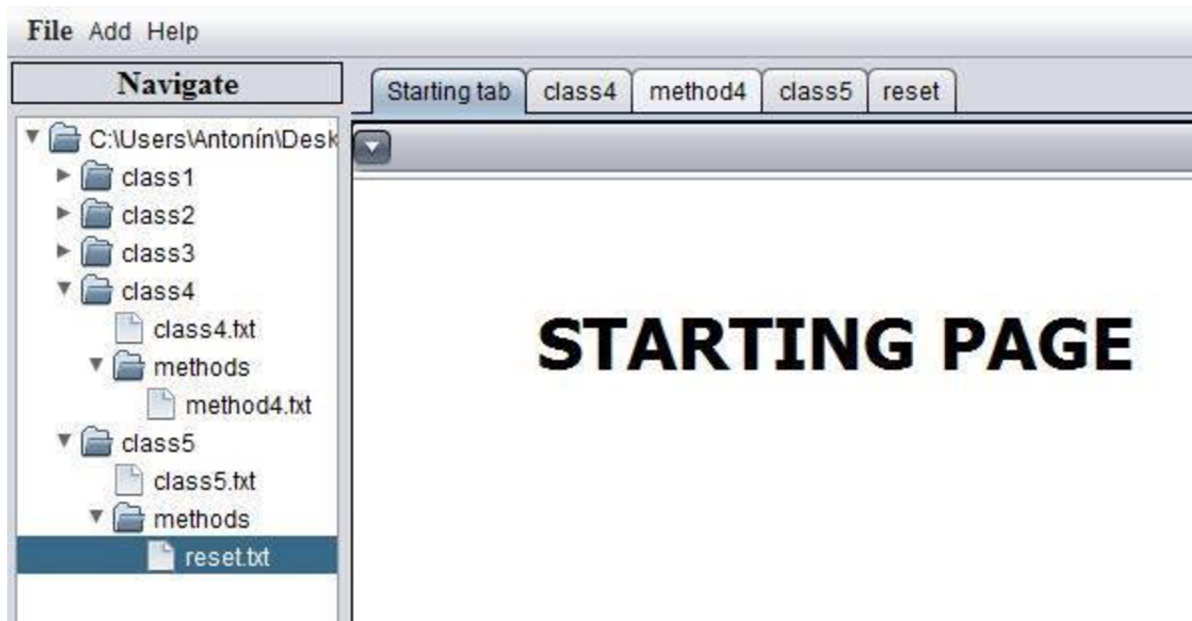 File Add Help
Navigate
Starting tab class4 method4 class5 reset
C:\Users\Antonín\Desk
class1
class2
class3
class4
class4.txt
methods
method4.txt
class5
class5.txt
methods
reset.txt
STARTING PAGE